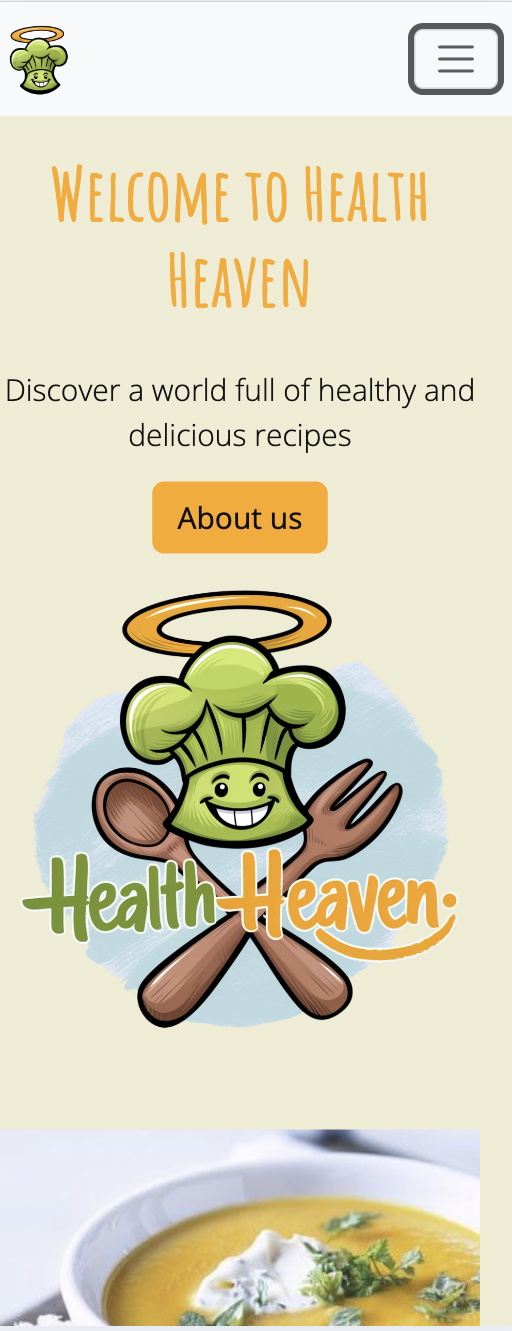 Welcome to Health
Heaven
Discover a world full of healthy and
delicious recipes
About us
Health Heaven